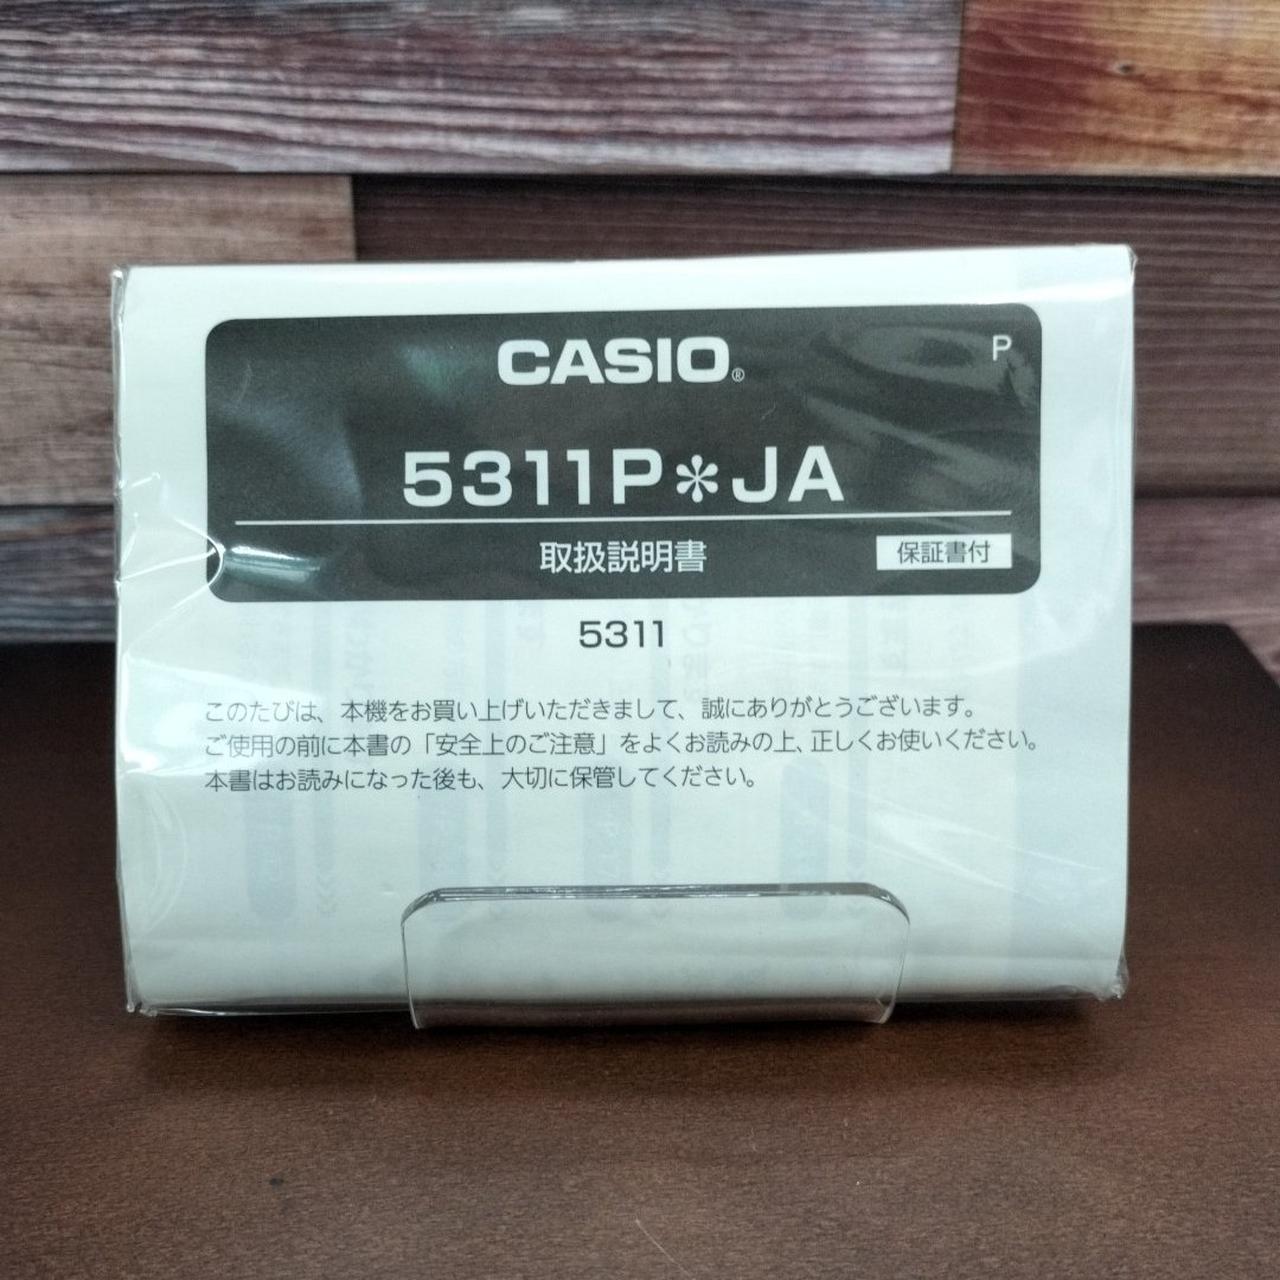 CASIO®
P
5311P*JA
取扱説明書
保証書付
5311
このたびは、本機をお買い上げいただきまして、誠にありがとうございます。
ご使用の前に本書の「安全上のご注意」をよくお読みの上、正しくお使いください。
本書はお読みになった後も、大切に保管してください。